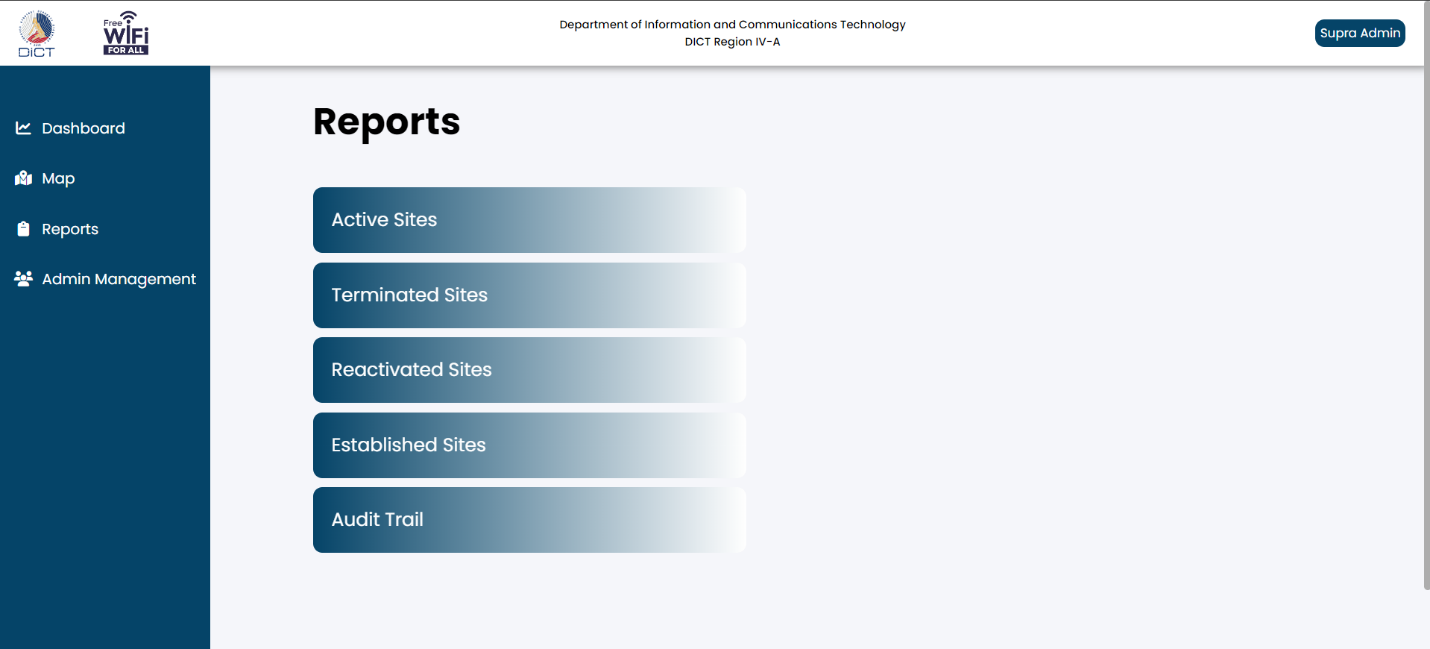 DICT
Free
WiFi
FOR ALL
Department of Information and Communications Technology
DICT Region IV-A
Supra Admin
Dashboard
Map
Reports
Admin Management
Reports
Active Sites
Terminated Sites
Reactivated Sites
Established Sites
Audit Trail